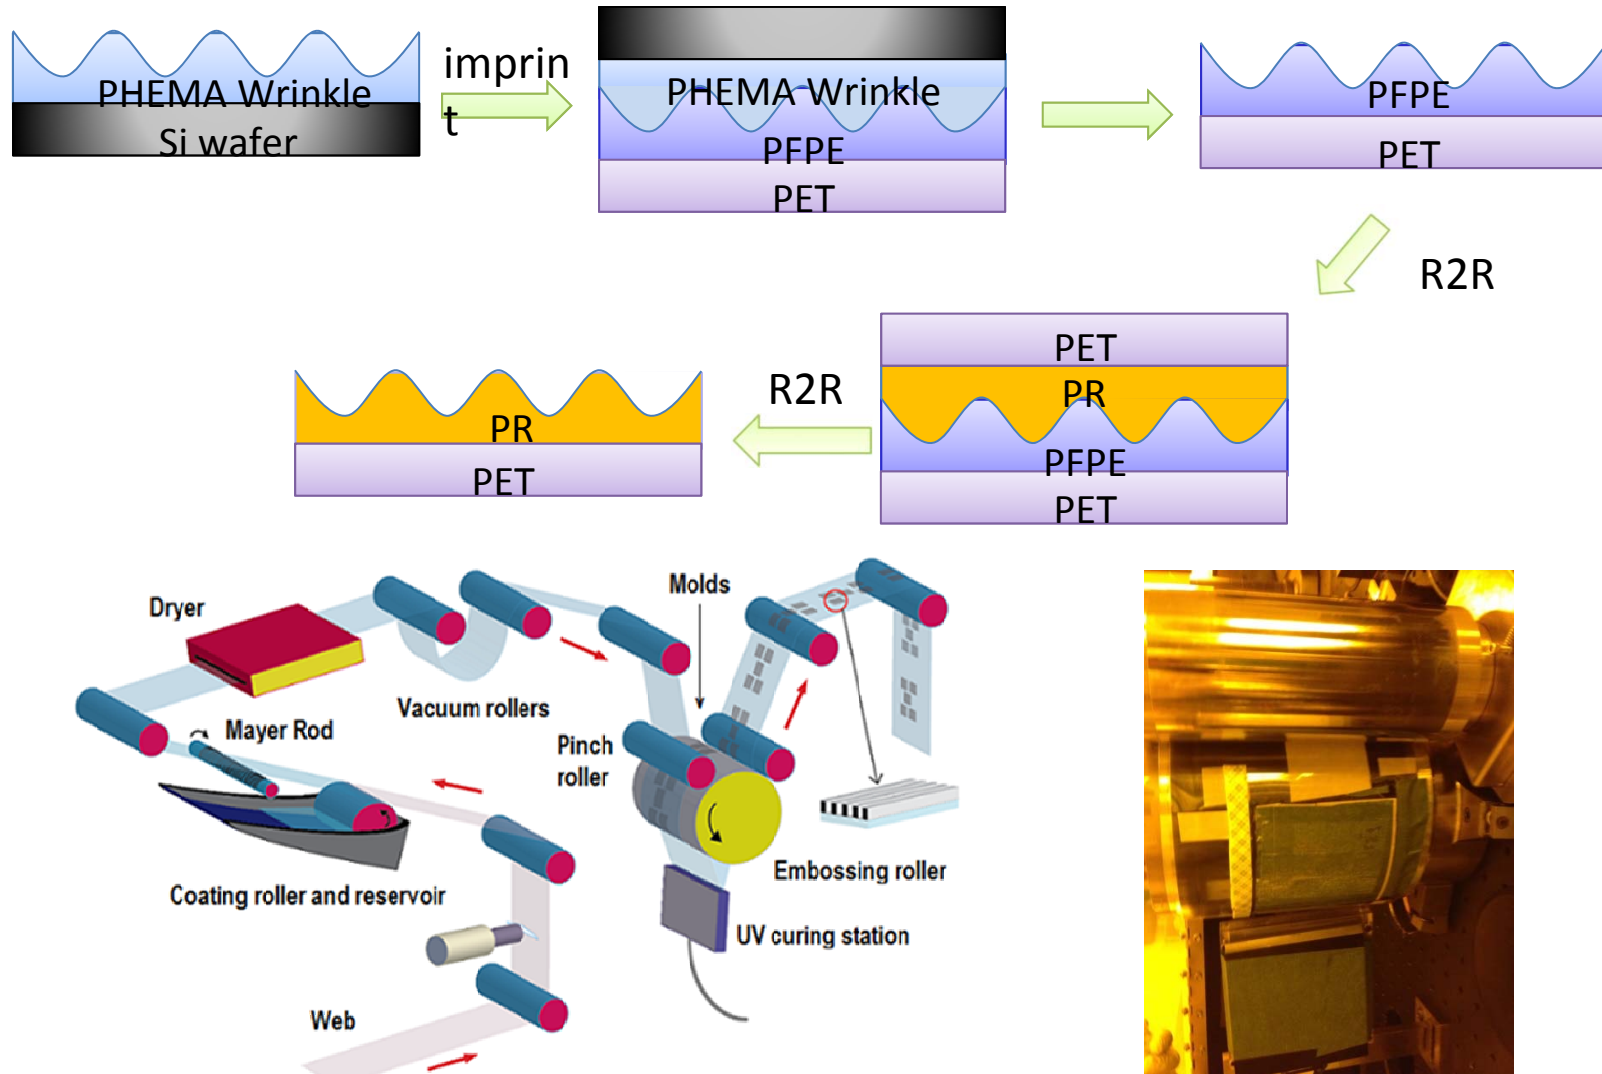 PHEMA Wrinkle
Si wafer
imprin
t
PHEMA Wrinkle
PFPE
PET
PFPE
PET
R2R
PET
PR
PFPE
PET
R2R
PR
PET
Dryer
Mayer Rod
Vacuum rollers
Molds
Pinch
roller
Coating roller and reservoir
Embossing roller
UV curing station
Web